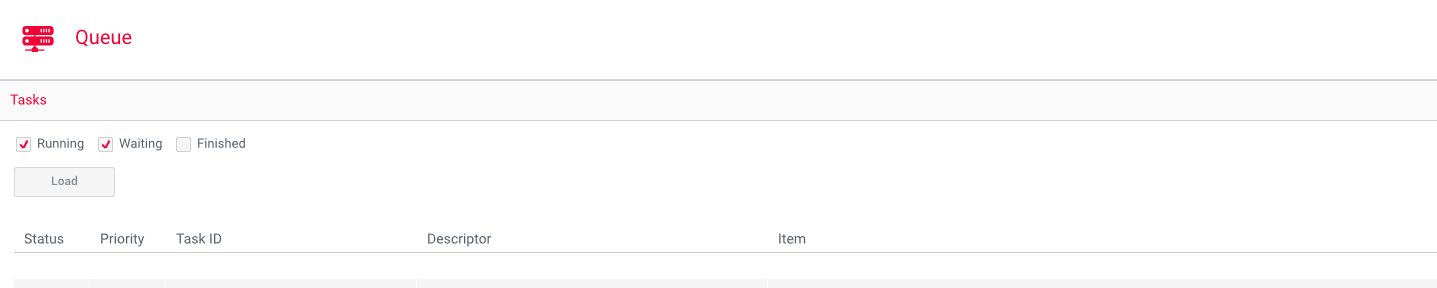 Queue
Tasks
Running Waiting Finished
Load
Status Priority Task ID Descriptor Item